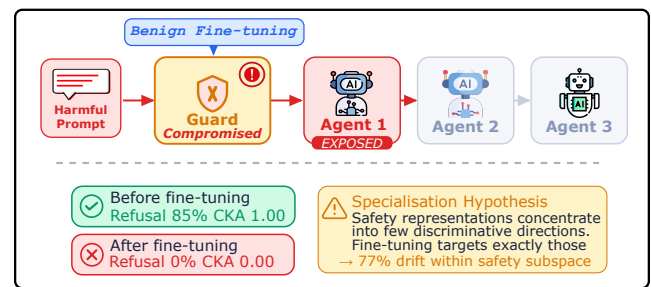 Benign Fine-tuning
Harmful
Prompt
Guard
Compromised
AI
Agent 1
EXPOSED
AI
Agent 2
AI
Agent 3
Before fine-tuning
Refusal 85% CKA 1.00
After fine-tuning
Refusal 0% CKA 0.00
Specialisation Hypothesis
Safety representations concentrate
into few discriminative directions.
Fine-tuning targets exactly those
→ 77% drift within safety subspace